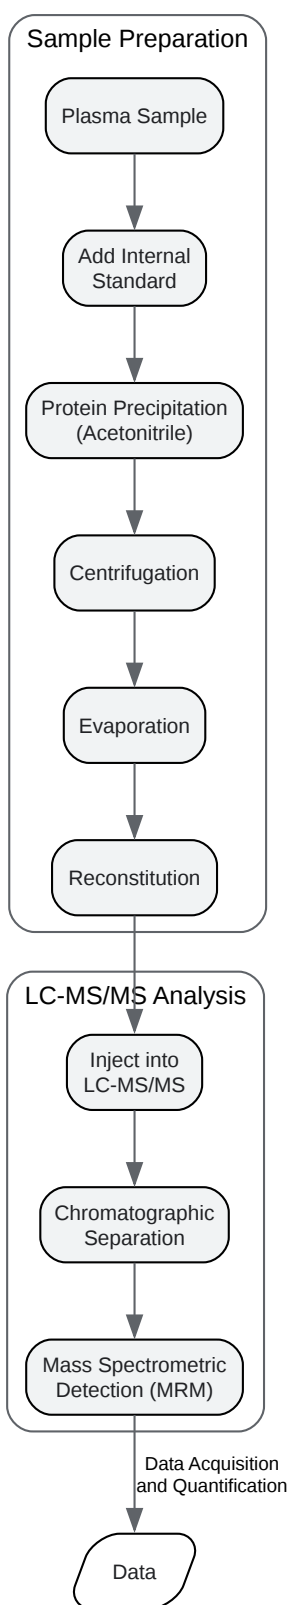 Sample Preparation
Plasma Sample
Add Internal
Standard
Protein Precipitation
(Acetonitrile)
Centrifugation
Evaporation
Reconstitution
LC-MS/MS Analysis
Inject into
LC-MS/MS
Chromatographic
Separation
Mass Spectrometric
Detection (MRM)
Data Acquisition
and Quantification
Data